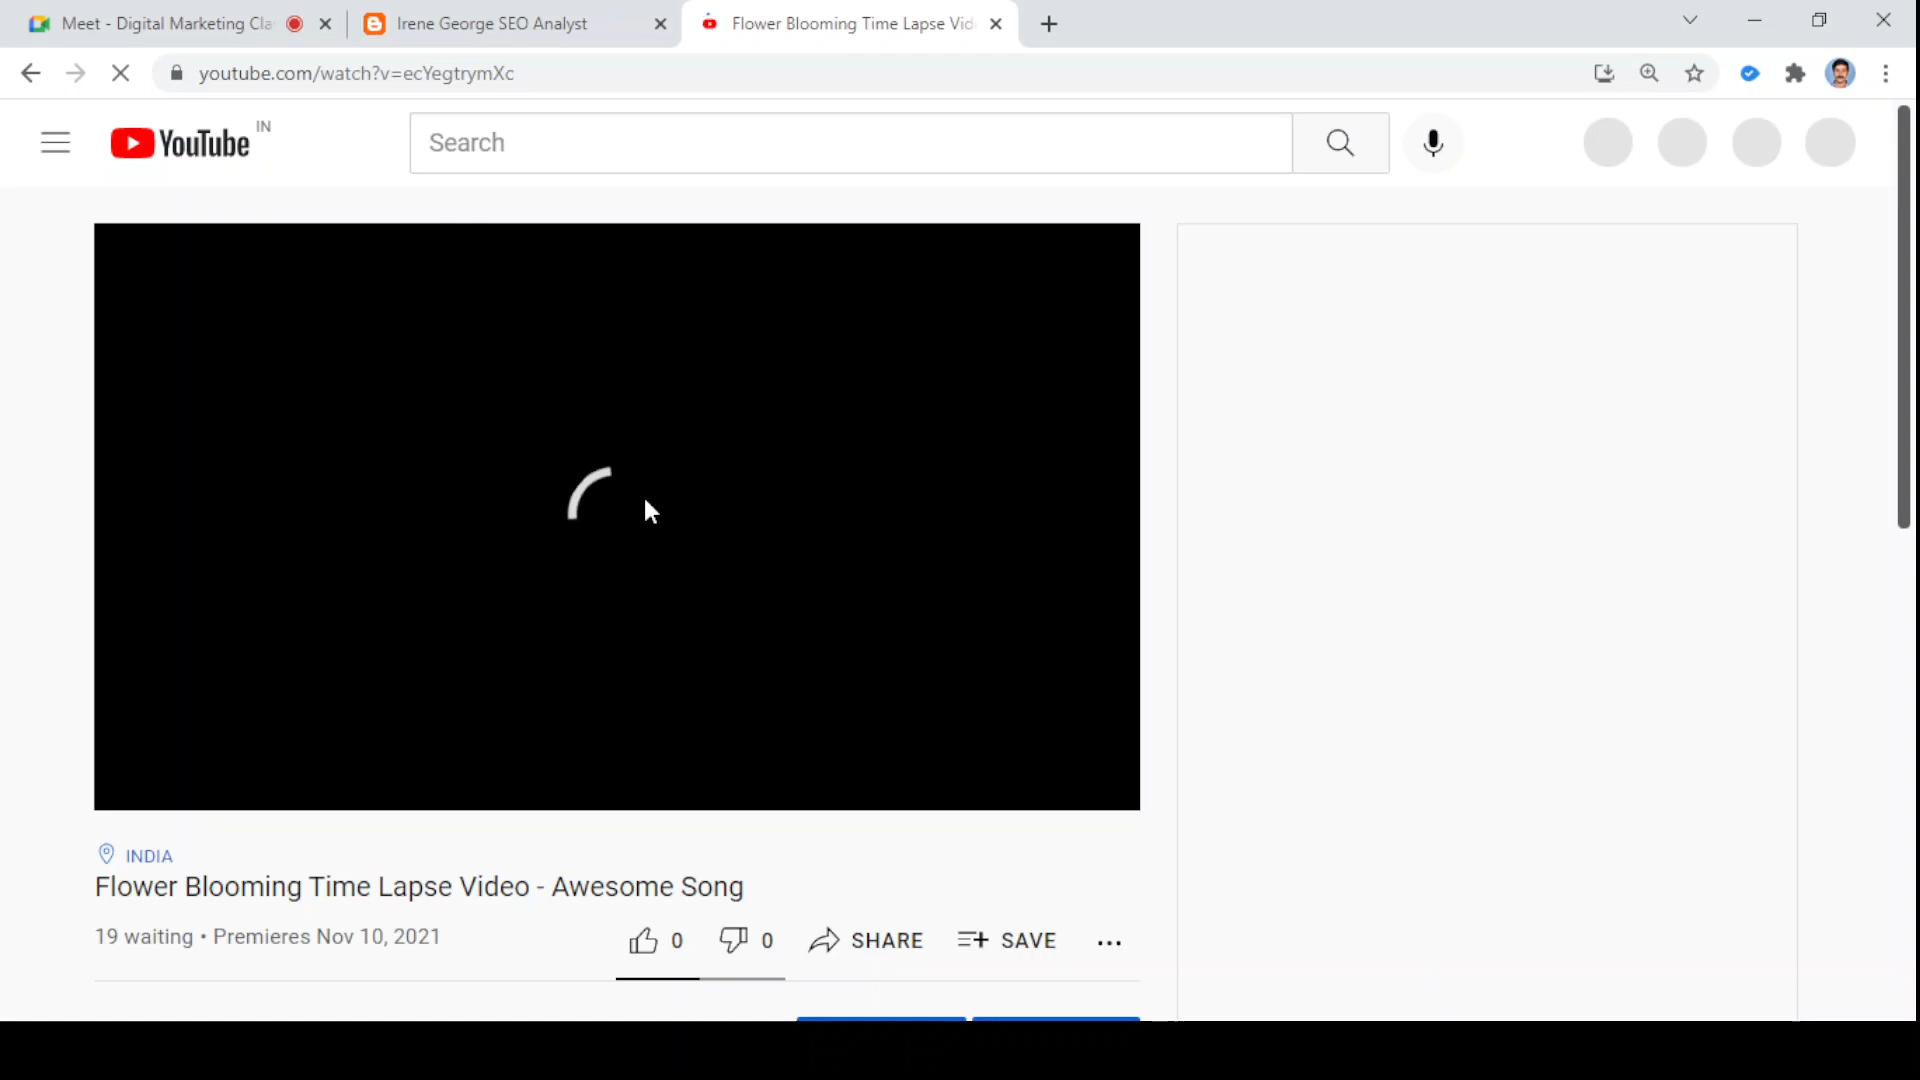 Meet - Digital Marketing Cla
Irene George SEO Analyst
Flower Blooming Time Lapse Vid
youtube.com/watch?v=ecYegtrymXc
YouTube IN
Search
INDIA
Flower Blooming Time Lapse Video - Awesome Song
19 waiting • Premieres Nov 10, 2021
0
0
SHARE
SAVE